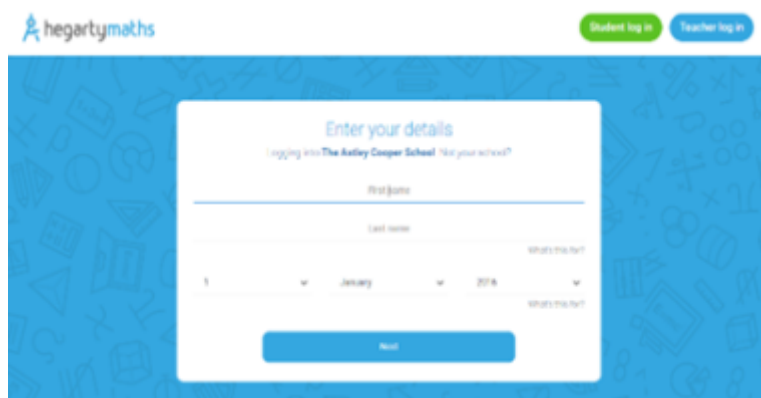 hegartymaths
Student log in
Teacher log in
Enter your details
Logging into The Astley Cooper School Not your school?
First name
Last name
What's this for?
1 January 2016
What's this for?
Next